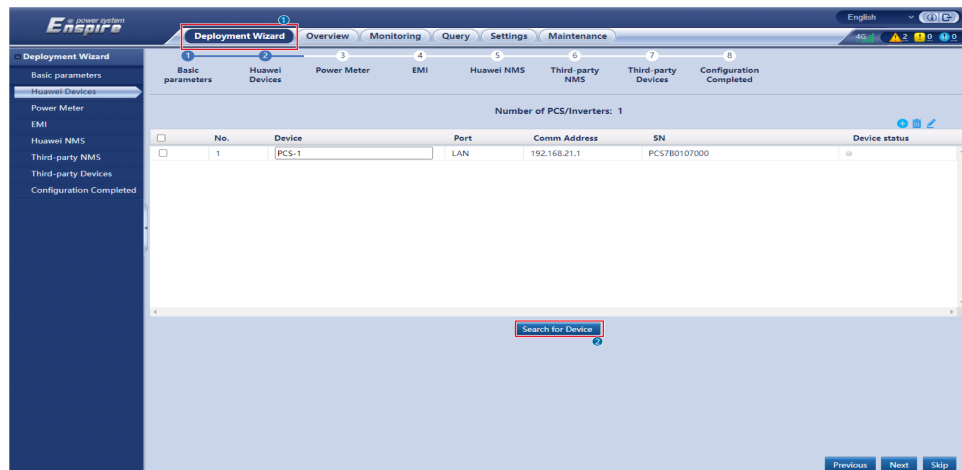 Enspire power system
English
4G 2 0 0
1
Deployment Wizard Overview Monitoring Query Settings Maintenance
Deployment Wizard
Basic parameters
Huawei Devices
Power Meter
EMI
Huawei NMS
Third-party NMS
Third-party Devices
Configuration Completed
1 2 3 4 5 6 7 8
Basic parameters Huawei Devices Power Meter EMI Huawei NMS Third-party NMS Third-party Devices Configuration Completed
Number of PCS/Inverters: 1
No. Device Port Comm Address SN Device status
1 PCS-1 LAN 192.168.21.1 PCS7B0107000
Search for Device
2
Previous Next Skip